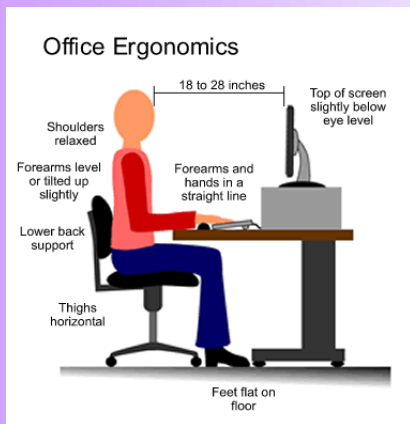 Office Ergonomics
18 to 28 inches
Top of screen
slightly below
eye level
Shoulders
relaxed
Forearms level
or tilted up
slightly
Forearms and
hands in a
straight line
Lower back
support
Thighs
horizontal
Feet flat on
floor